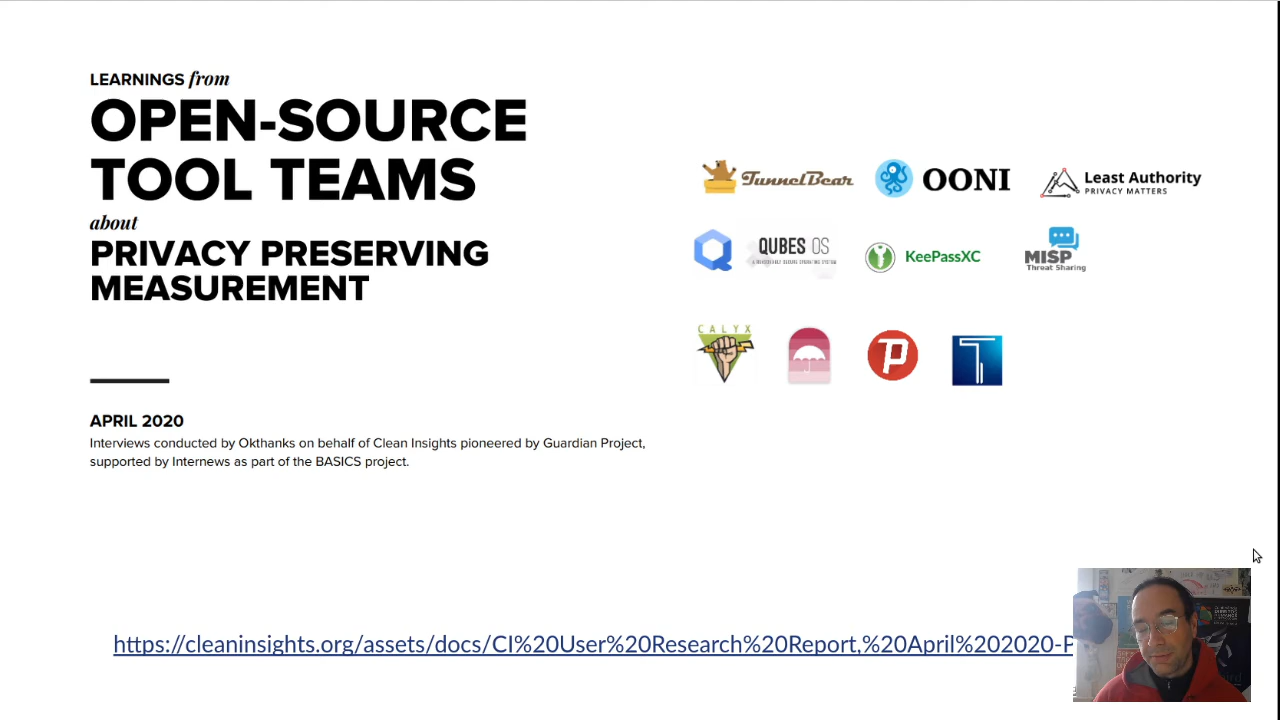 LEARNINGS from
OPEN-SOURCE
TOOL TEAMS
about
PRIVACY PRESERVING
MEASUREMENT
APRIL 2020
Interviews conducted by Okthanks on behalf of Clean Insights pioneered by Guardian Project,
supported by Internews as part of the BASICS project.
TunnelBear
OONI
Least Authority
PRIVACY MATTERS
QUBES OS
KeePassXC
MISP
Threat Sharing
CALYX
https://cleaninsights.org/assets/docs/CI%20User%20Research%20Report,%20April%202020-P